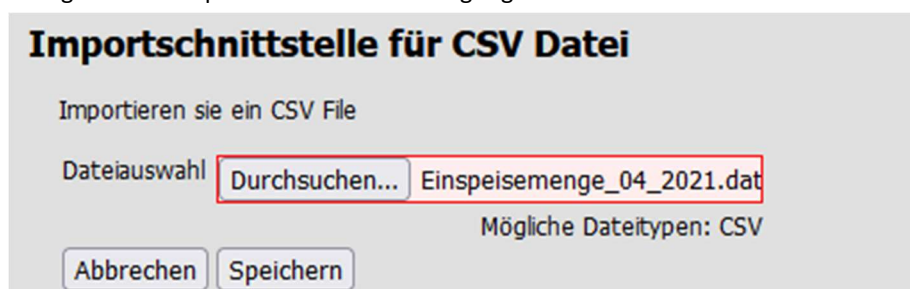 Importschnittstelle für CSV Datei
Importieren sie ein CSV File
Dateiauswahl Durchsuchen... Einspeisemenge_04_2021.dat
Mögliche Dateitypen: CSV
Abbrechen Speichern